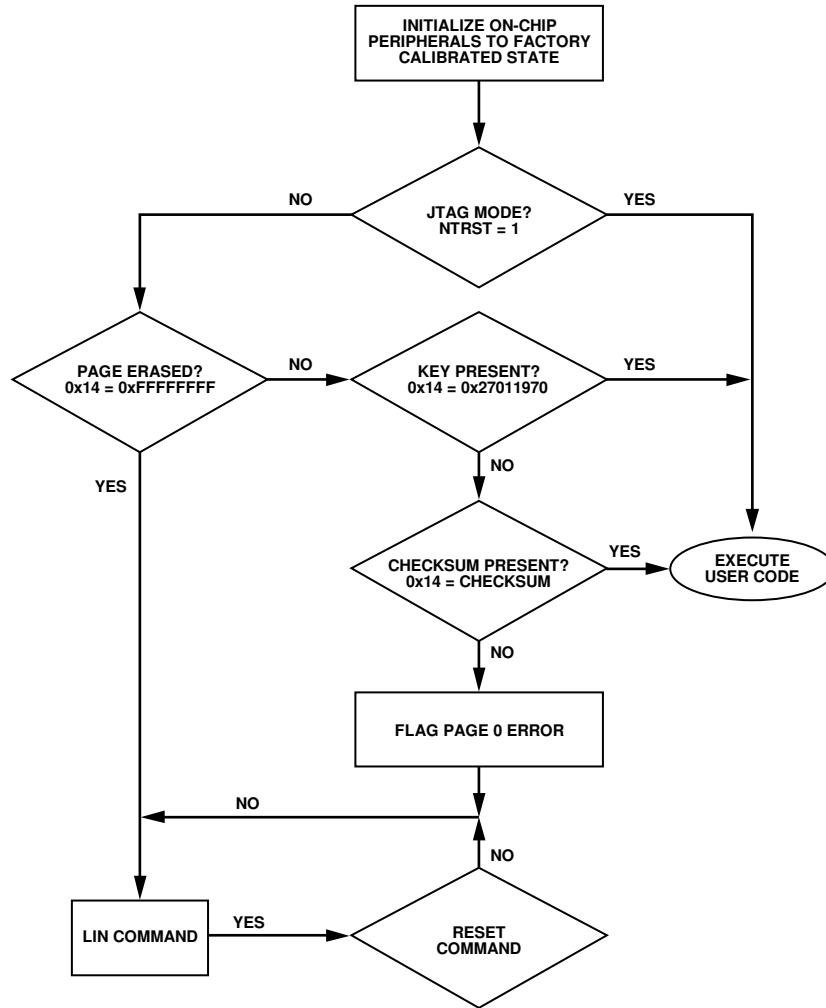 INITIALIZE ON-CHIP
PERIPHERALS TO FACTORY
CALIBRATED STATE
NO
JTAG MODE?
NTRST = 1
YES
PAGE ERASED?
0x14 = 0xFFFFFFFF
NO
KEY PRESENT?
0x14 = 0x27011970
YES
NO
YES
CHECKSUM PRESENT?
0x14 = CHECKSUM
YES
EXECUTE
USER CODE
NO
FLAG PAGE 0 ERROR
NO
NO
LIN COMMAND
YES
RESET
COMMAND